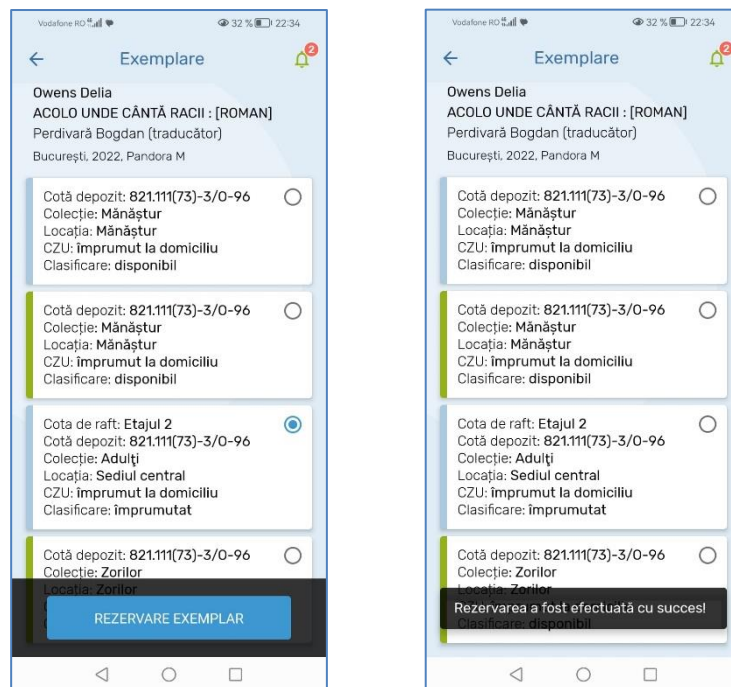 Vodafone RO 32 % 22:34
Exemplare
2
Owens Delia
ACOLO UNDE CÂNTĂ RACII : [ROMAN]
Perdivară Bogdan (traducător)
București, 2022, Pandora M
Cotă depozit: 821.111(73)-3/O-96
Colecție: Mănăștur
Locația: Mănăștur
CZU: împrumut la domiciliu
Clasificare: disponibil
Cotă depozit: 821.111(73)-3/O-96
Colecție: Mănăștur
Locația: Mănăștur
CZU: împrumut la domiciliu
Clasificare: disponibil
Cota de raft: Etajul 2
Cotă depozit: 821.111(73)-3/O-96
Colecție: Adulţi
Locația: Sediul central
CZU: împrumut la domiciliu
Clasificare: împrumutat
Cotă depozit: 821.111(73)-3/O-96
Colecție: Zorilor
Locația: Zorilor
REZERVARE EXEMPLAR
Vodafone RO 32 % 22:34
Exemplare
2
Owens Delia
ACOLO UNDE CÂNTĂ RACII : [ROMAN]
Perdivară Bogdan (traducător)
București, 2022, Pandora M
Cotă depozit: 821.111(73)-3/O-96
Colecție: Mănăștur
Locația: Mănăștur
CZU: împrumut la domiciliu
Clasificare: disponibil
Cotă depozit: 821.111(73)-3/O-96
Colecție: Mănăștur
Locația: Mănăștur
CZU: împrumut la domiciliu
Clasificare: disponibil
Cota de raft: Etajul 2
Cotă depozit: 821.111(73)-3/O-96
Colecție: Adulţi
Locația: Sediul central
CZU: împrumut la domiciliu
Clasificare: împrumutat
Cotă depozit: 821.111(73)-3/O-96
Colecție: Zorilor
Locația: Zorilor
Rezervarea a fost efectuată cu succes!
Clasificare: disponibil